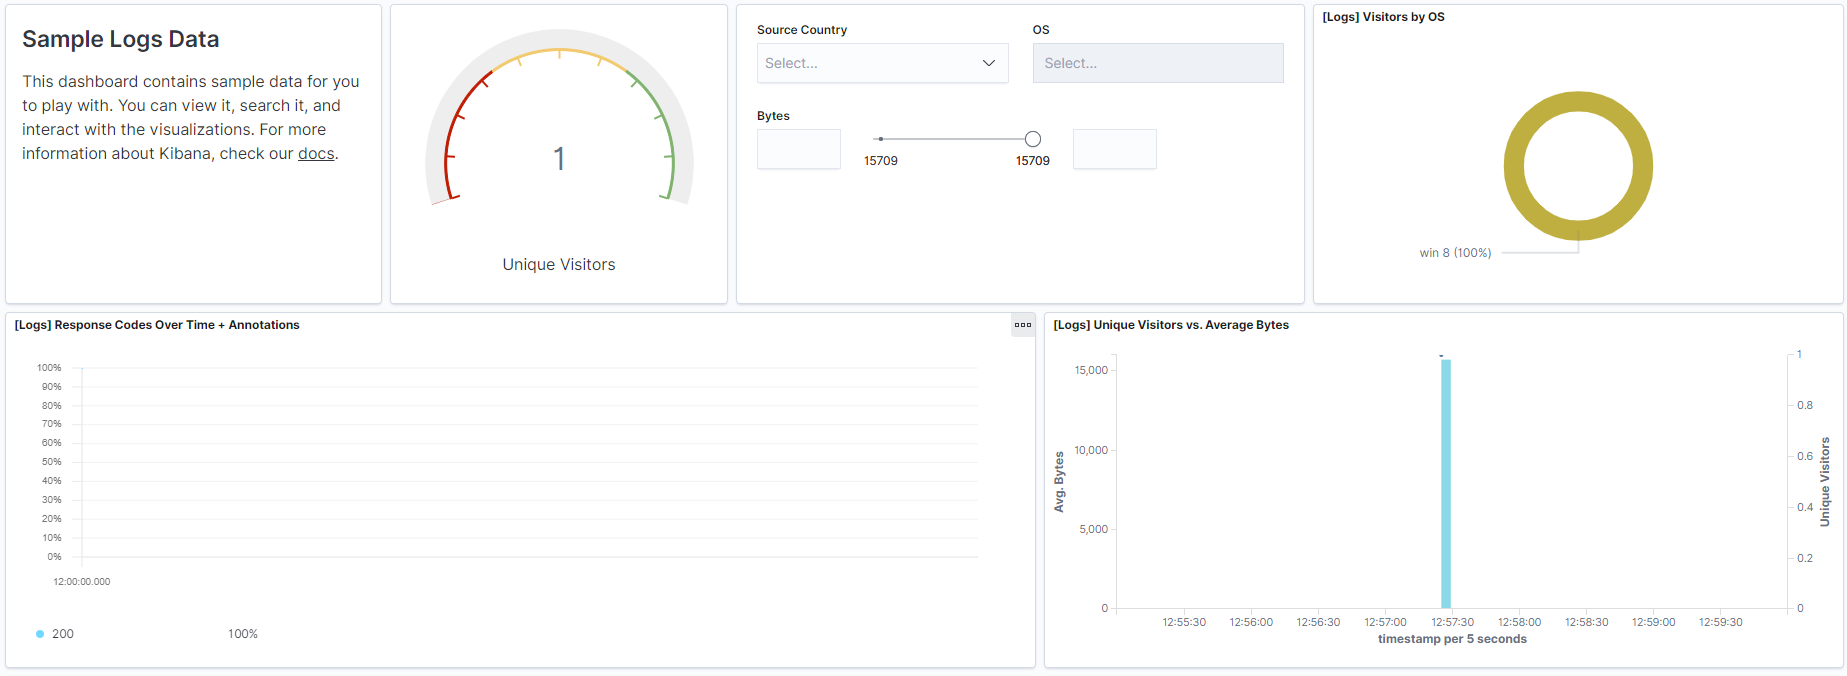 Sample Logs Data
This dashboard contains sample data for you
to play with. You can view it, search it, and
interact with the visualizations. For more
information about Kibana, check our docs.
1
Unique Visitors
Source Country
Select...
OS
Select...
Bytes
15709
15709
[Logs] Visitors by OS
win 8 (100%)
[Logs] Response Codes Over Time + Annotations
100%
90%
80%
70%
60%
50%
40%
30%
20%
10%
0%
12:00:00.000
200
100%
[Logs] Unique Visitors vs. Average Bytes
Avg. Bytes
15,000
10,000
5,000
0
1
0.8
0.6
0.4
0.2
0
Unique Visitors
12:55:30
12:56:00
12:56:30
12:57:00
12:57:30
12:58:00
12:58:30
12:59:00
12:59:30
timestamp per 5 seconds